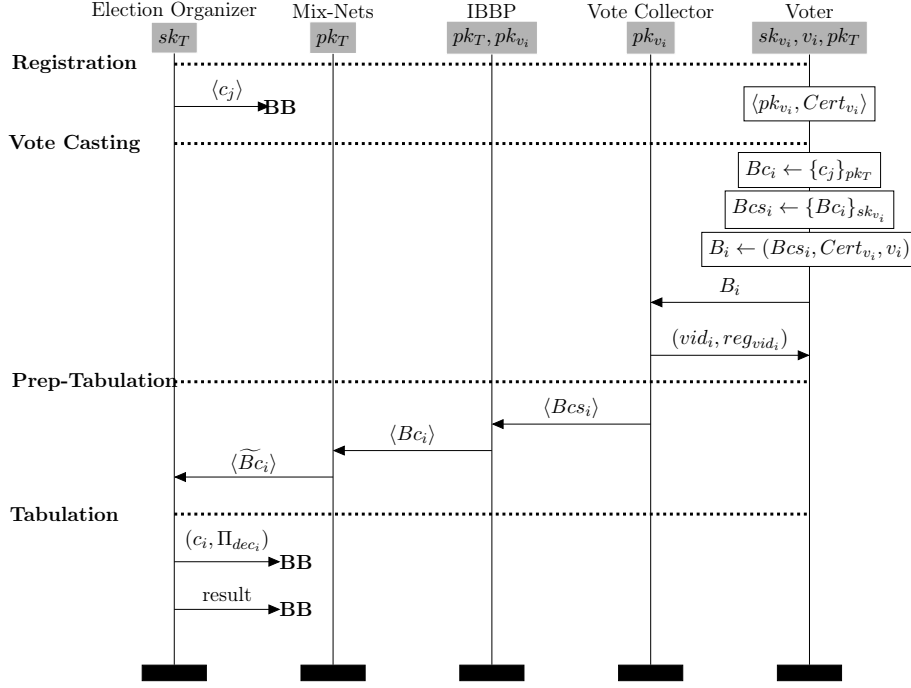 Election Organizer Mix-Nets IBBP Vote Collector Voter
sk_T pk_T pk_T, pk_{v_i} pk_{v_i} sk_{v_i}, v_i, pk_T
Registration
⟨c_j⟩ BB ⟨pk_{v_i}, Cert_{v_i}⟩
Vote Casting
Bc_i ← {c_j}_{pk_T}
Bcs_i ← {Bc_i}_{sk_{v_i}}
B_i ← (Bcs_i, Cert_{v_i}, v_i)
B_i
(vid_i, reg_{vid_i})
Prep-Tabulation
⟨Bcs_i⟩
⟨Bc_i⟩
⟨\widetilde{Bc}_i⟩
Tabulation
(c_i, Π_{dec_i}) BB
result BB